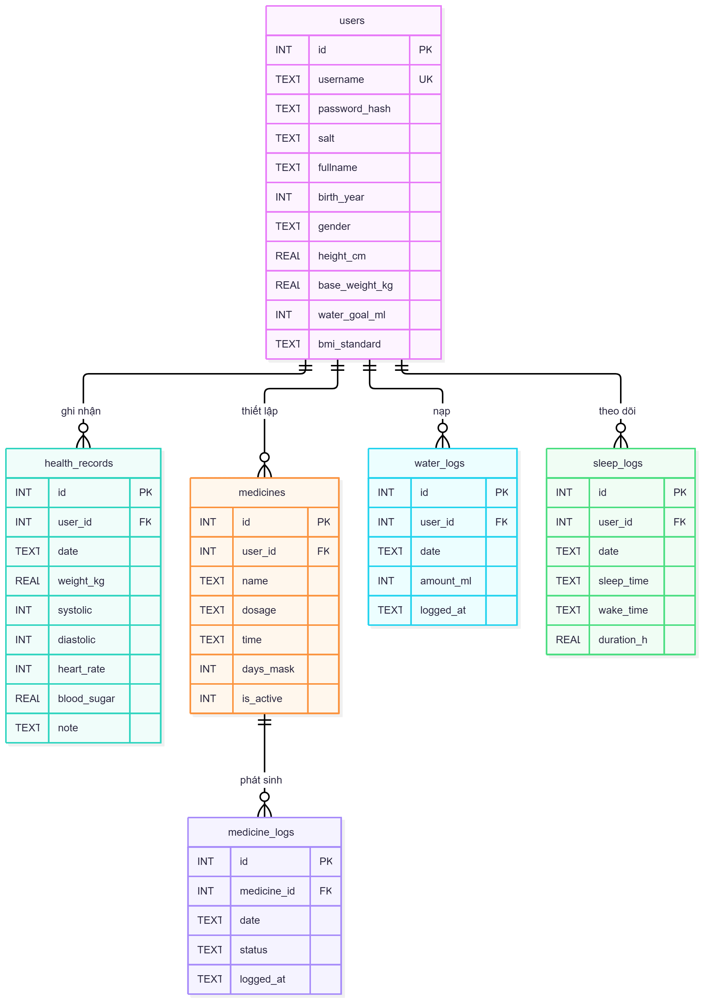 users
INT id PK
TEXT username UK
TEXT password_hash
TEXT salt
TEXT fullname
INT birth_year
TEXT gender
REAL height_cm
REAL base_weight_kg
INT water_goal_ml
TEXT bmi_standard
ghi nhận
thiết lập
nạp
theo dõi
health_records
INT id PK
INT user_id FK
TEXT date
REAL weight_kg
INT systolic
INT diastolic
INT heart_rate
REAL blood_sugar
TEXT note
medicines
INT id PK
INT user_id FK
TEXT name
TEXT dosage
TEXT time
INT days_mask
INT is_active
water_logs
INT id PK
INT user_id FK
TEXT date
INT amount_ml
TEXT logged_at
sleep_logs
INT id PK
INT user_id FK
TEXT date
TEXT sleep_time
TEXT wake_time
REAL duration_h
phát sinh
medicine_logs
INT id PK
INT medicine_id FK
TEXT date
TEXT status
TEXT logged_at